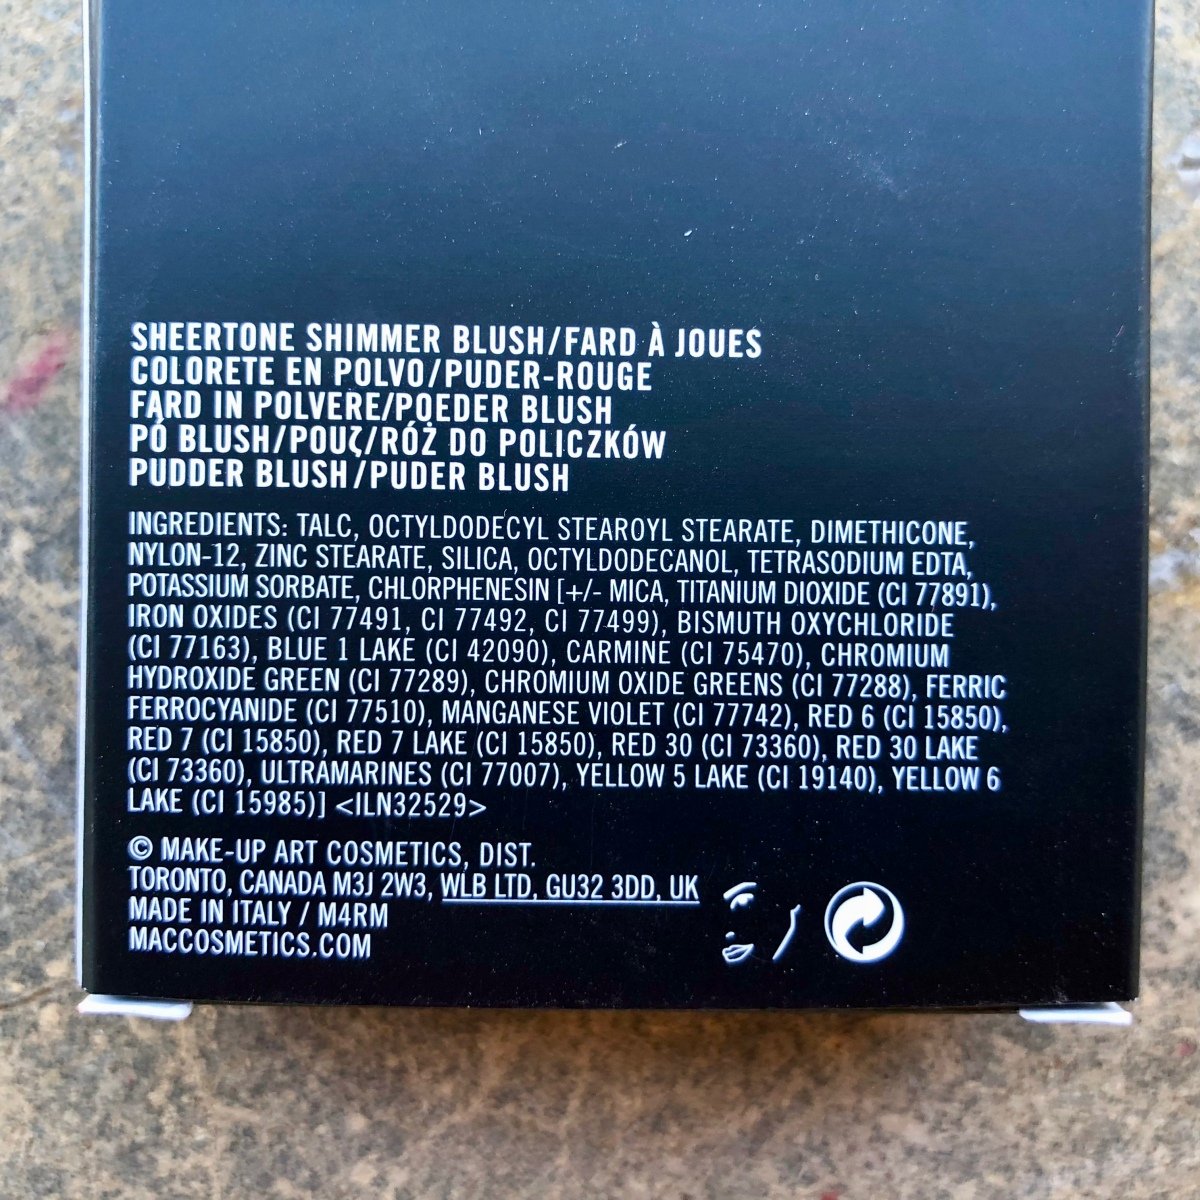 SHEERTONE SHIMMER BLUSH/FARD À JOUES
COLORETE EN POLVO/PUDER-ROUGE
FARD IN POLVERE/POEDER BLUSH
PÓ BLUSH/ΡΟΥζ/RÓŻ DO POLICZKÓW
PUDDER BLUSH/PUDER BLUSH
INGREDIENTS: TALC, OCTYLDODECYL STEAROYL STEARATE, DIMETHICONE,
NYLON-12, ZINC STEARATE, SILICA, OCTYLDODECANOL, TETRASODIUM EDTA,
POTASSIUM SORBATE, CHLORPHENESIN [+/- MICA, TITANIUM DIOXIDE (CI 77891),
IRON OXIDES (CI 77491, CI 77492, CI 77499), BISMUTH OXYCHLORIDE
(CI 77163), BLUE 1 LAKE (CI 42090), CARMINE (CI 75470), CHROMIUM
HYDROXIDE GREEN (CI 77289), CHROMIUM OXIDE GREENS (CI 77288), FERRIC
FERROCYANIDE (CI 77510), MANGANESE VIOLET (CI 77742), RED 6 (CI 15850),
RED 7 (CI 15850), RED 7 LAKE (CI 15850), RED 30 (CI 73360), RED 30 LAKE
(CI 73360), ULTRAMARINES (CI 77007), YELLOW 5 LAKE (CI 19140), YELLOW 6
LAKE (CI 15985)] <ILN32529>
© MAKE-UP ART COSMETICS, DIST.
TORONTO, CANADA M3J 2W3, WLB LTD, GU32 3DD, UK
MADE IN ITALY / M4RM
MACCOSMETICS.COM